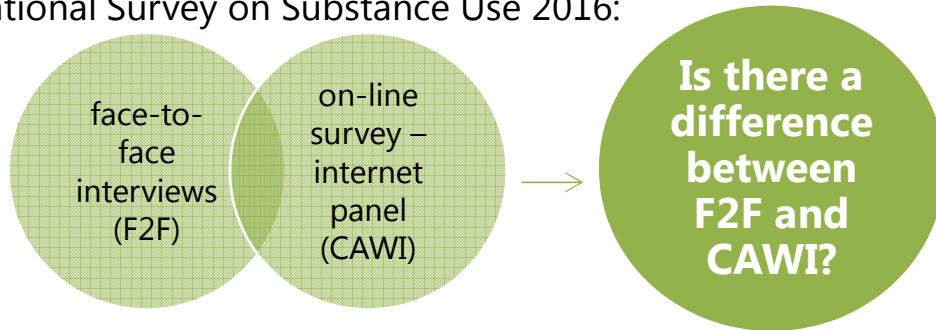 ational Survey on Substance Use 2016:
face-to-
face
interviews
(F2F)
on-line
survey –
internet
panel
(CAWI)
Is there a
difference
between
F2F and
CAWI?